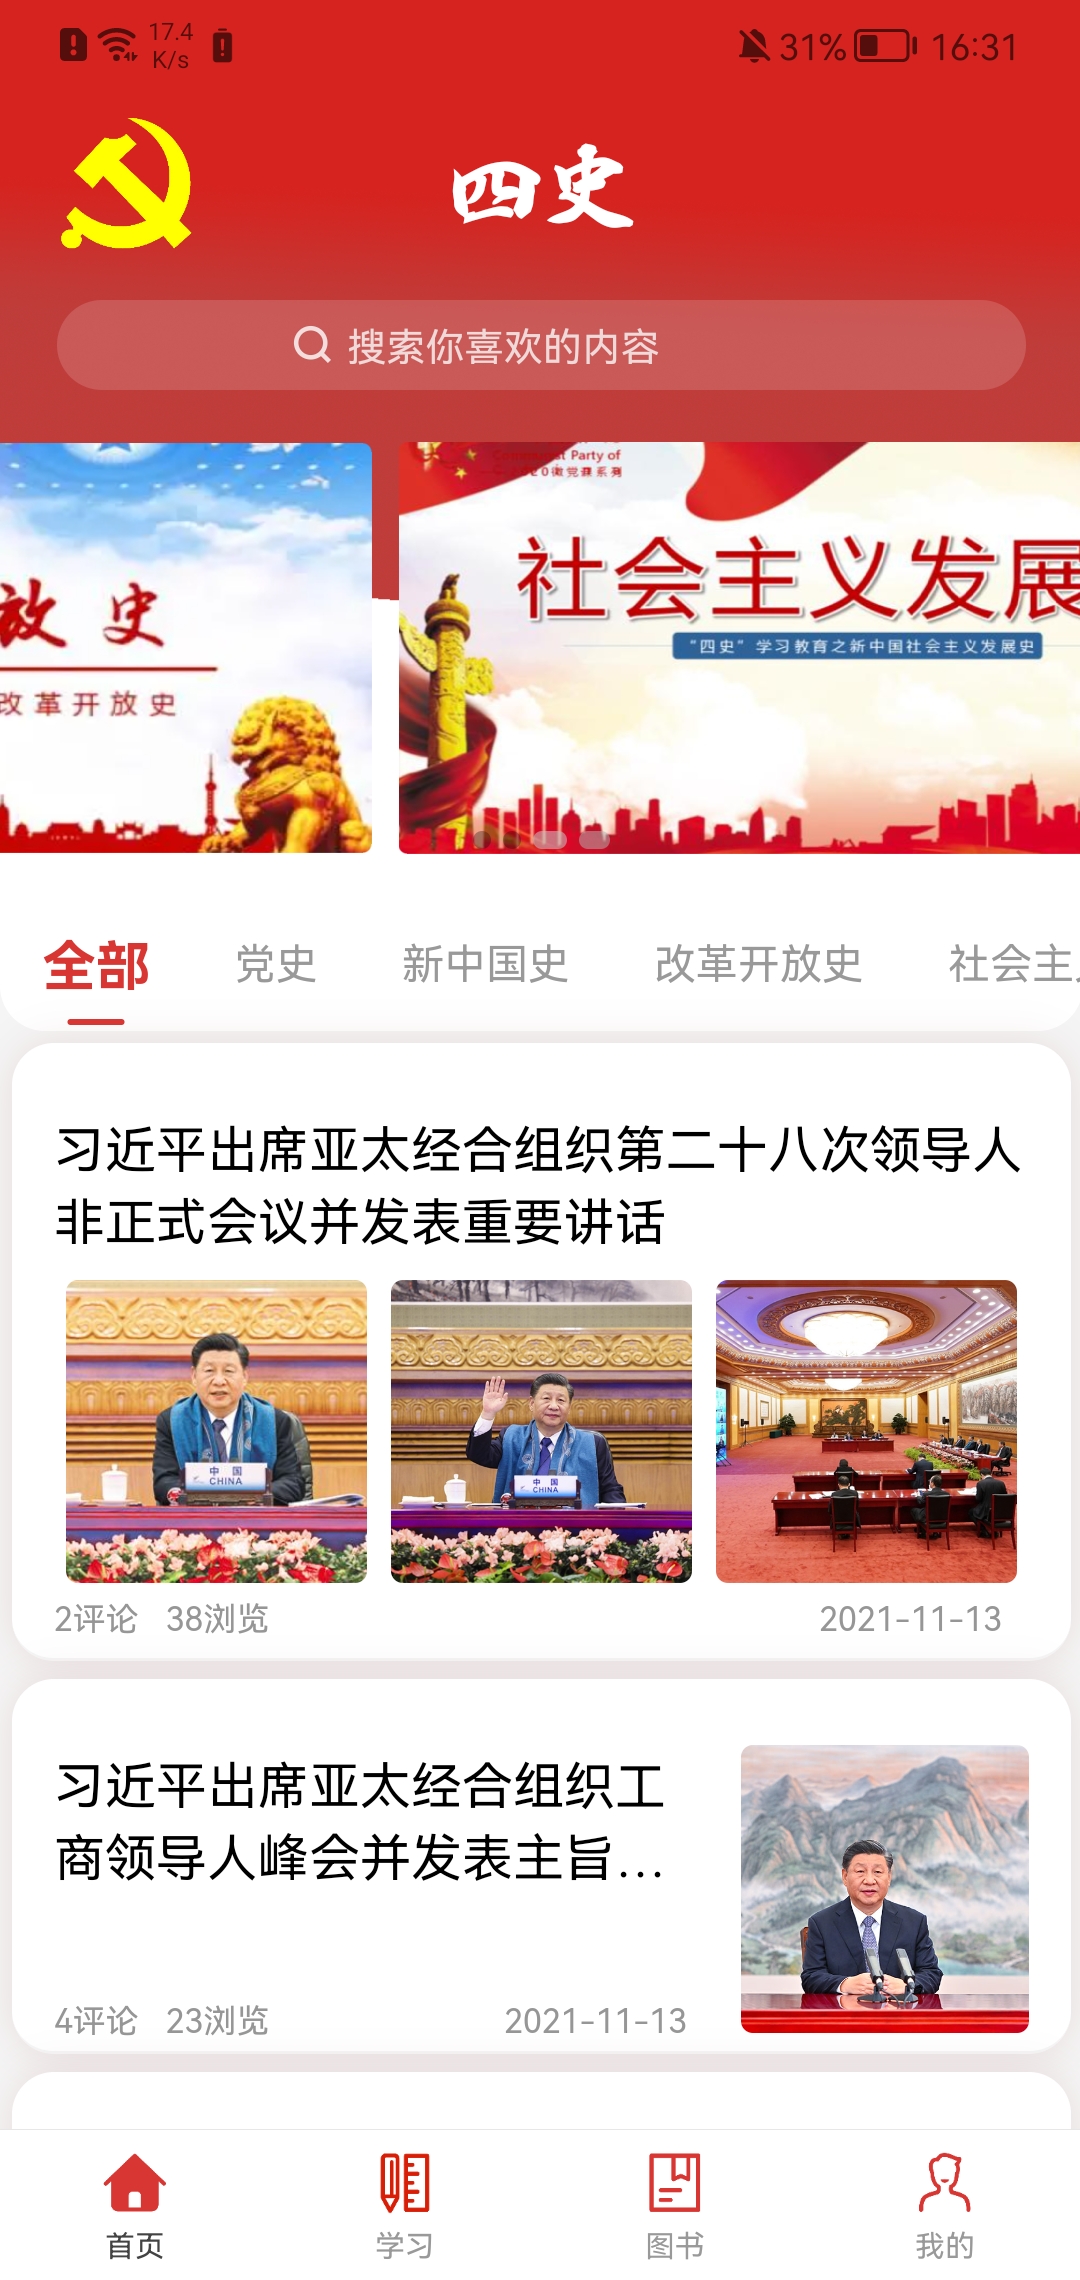 17.4
K/s
31%
16:31
四史
搜索你喜欢的内容
放史
改革开放史
Party of
微党课系列
社会主义发展
“四史”学习教育之新中国社会主义发展史
全部 党史 新中国史 改革开放史 社会主
习近平出席亚太经合组织第二十八次领导人
非正式会议并发表重要讲话
中国
CHINA
中国
CHINA
2评论 38浏览 2021-11-13
习近平出席亚太经合组织工
商领导人峰会并发表主旨...
4评论 23浏览 2021-11-13
首页 学习 图书 我的